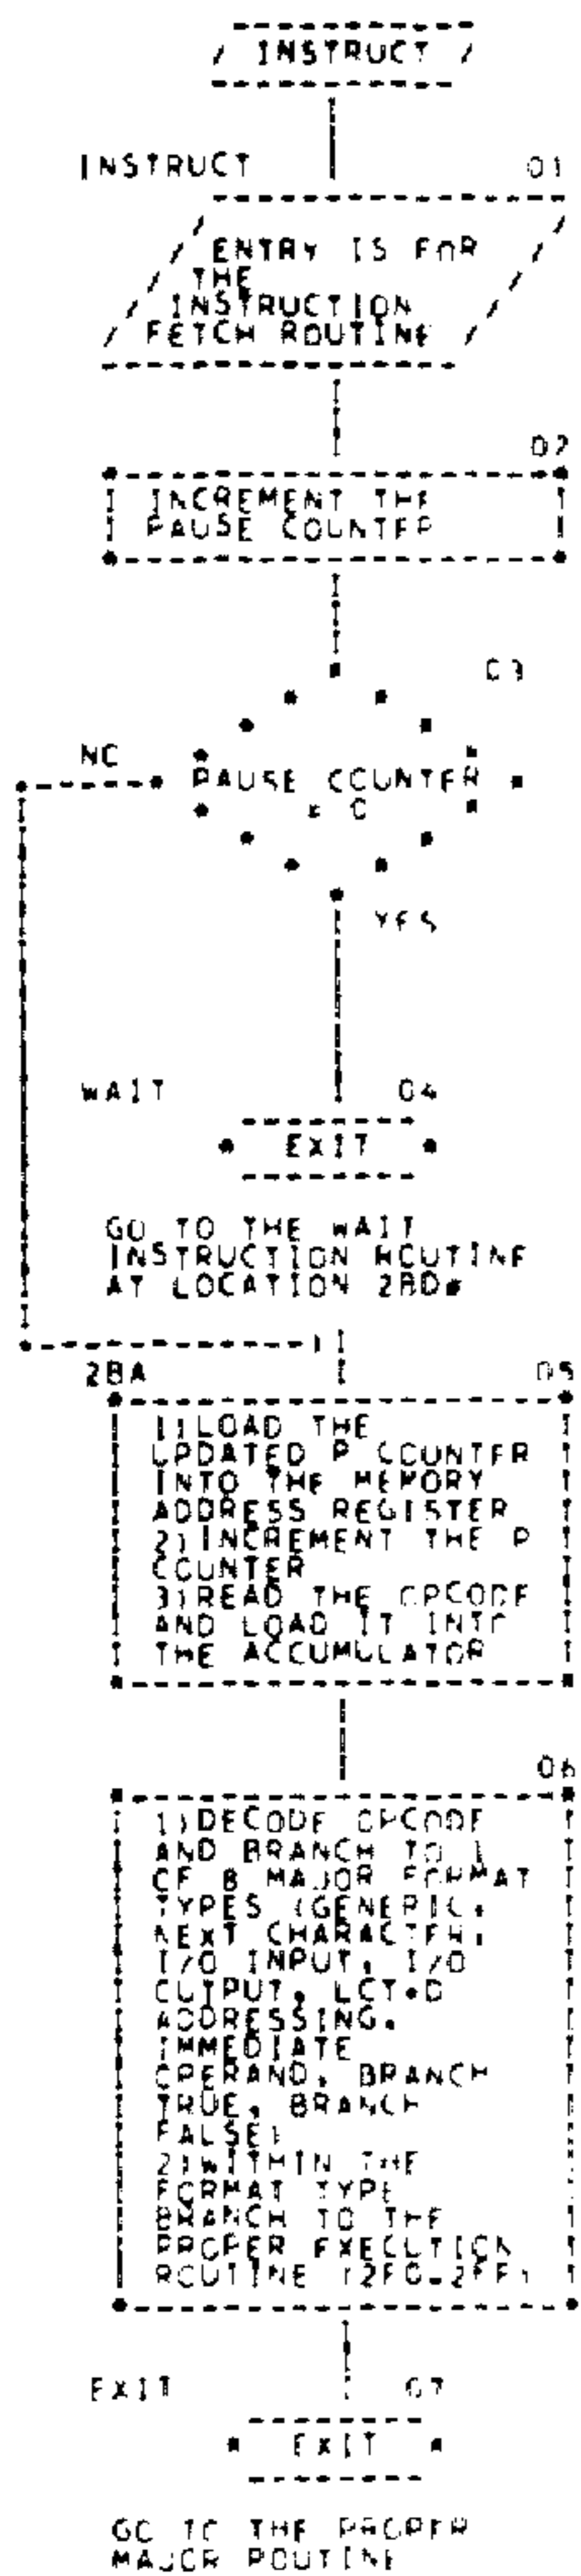 INSTRUCT
INSTRUCT 01
ENTRY IS FOR
THE
INSTRUCTION
FETCH ROUTINE
02
INCREMENT THE
PAUSE COUNTER
03
NO
PAUSE COUNTER
= 0
YES
WAIT 04
EXIT
GO TO THE WAIT
INSTRUCTION ROUTINE
AT LOCATION 2BD.
2BA 05
1)LOAD THE
UPDATED P COUNTER
INTO THE MEMORY
ADDRESS REGISTER
2)INCREMENT THE P
COUNTER
3)READ THE OPCODE
AND LOAD IT INTO
THE ACCUMULATOR
06
1)DECODE OPCODE
AND BRANCH TO 1
OF 8 MAJOR FORMAT
TYPES (GENERIC,
NEXT CHARACTER,
I/O INPUT, I/O
OUTPUT, LCT.D
ADDRESSING,
IMMEDIATE
OPERAND, BRANCH
TRUE, BRANCH
FALSE)
2)WITHIN THE
FORMAT TYPE
BRANCH TO THE
PROPER EXECUTION
ROUTINE (2F0-2FF)
EXIT 07
EXIT
GO TO THE PROPER
MAJOR ROUTINE